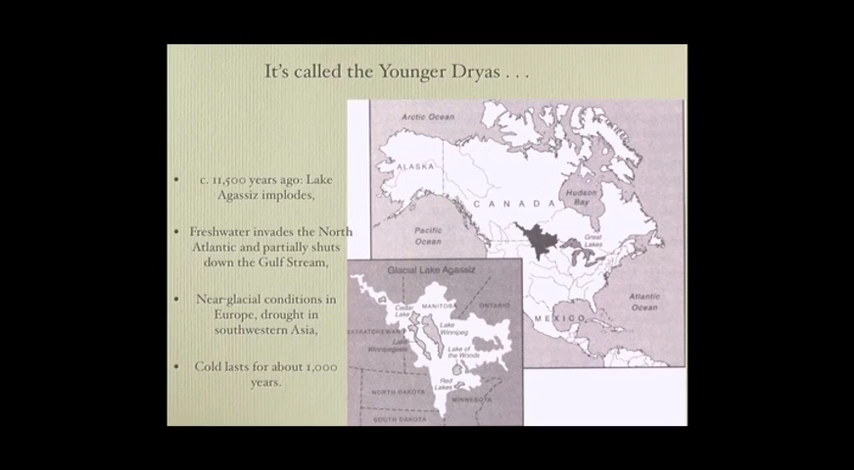 It's called the Younger Dryas . . .
• c. 11,500 years ago: Lake
Agassiz implodes,
• Freshwater invades the North
Atlantic and partially shuts
down the Gulf Stream,
• Near-glacial conditions in
Europe, drought in
southwestern Asia,
• Cold lasts for about 1,000
years.
Arctic Ocean
ALASKA
CANADA
Hudson
Bay
Pacific
Ocean
Great
Lakes
Atlantic
Ocean
MEXICO
Glacial Lake Agassiz
Cedar
Lake
MANITOBA
ONTARIO
SASKATCHEWAN
Lake
Winnipeg
Lake
Winnipegosis
Lake of
the Woods
Red
Lakes
NORTH DAKOTA
MINNESOTA
SOUTH DAKOTA